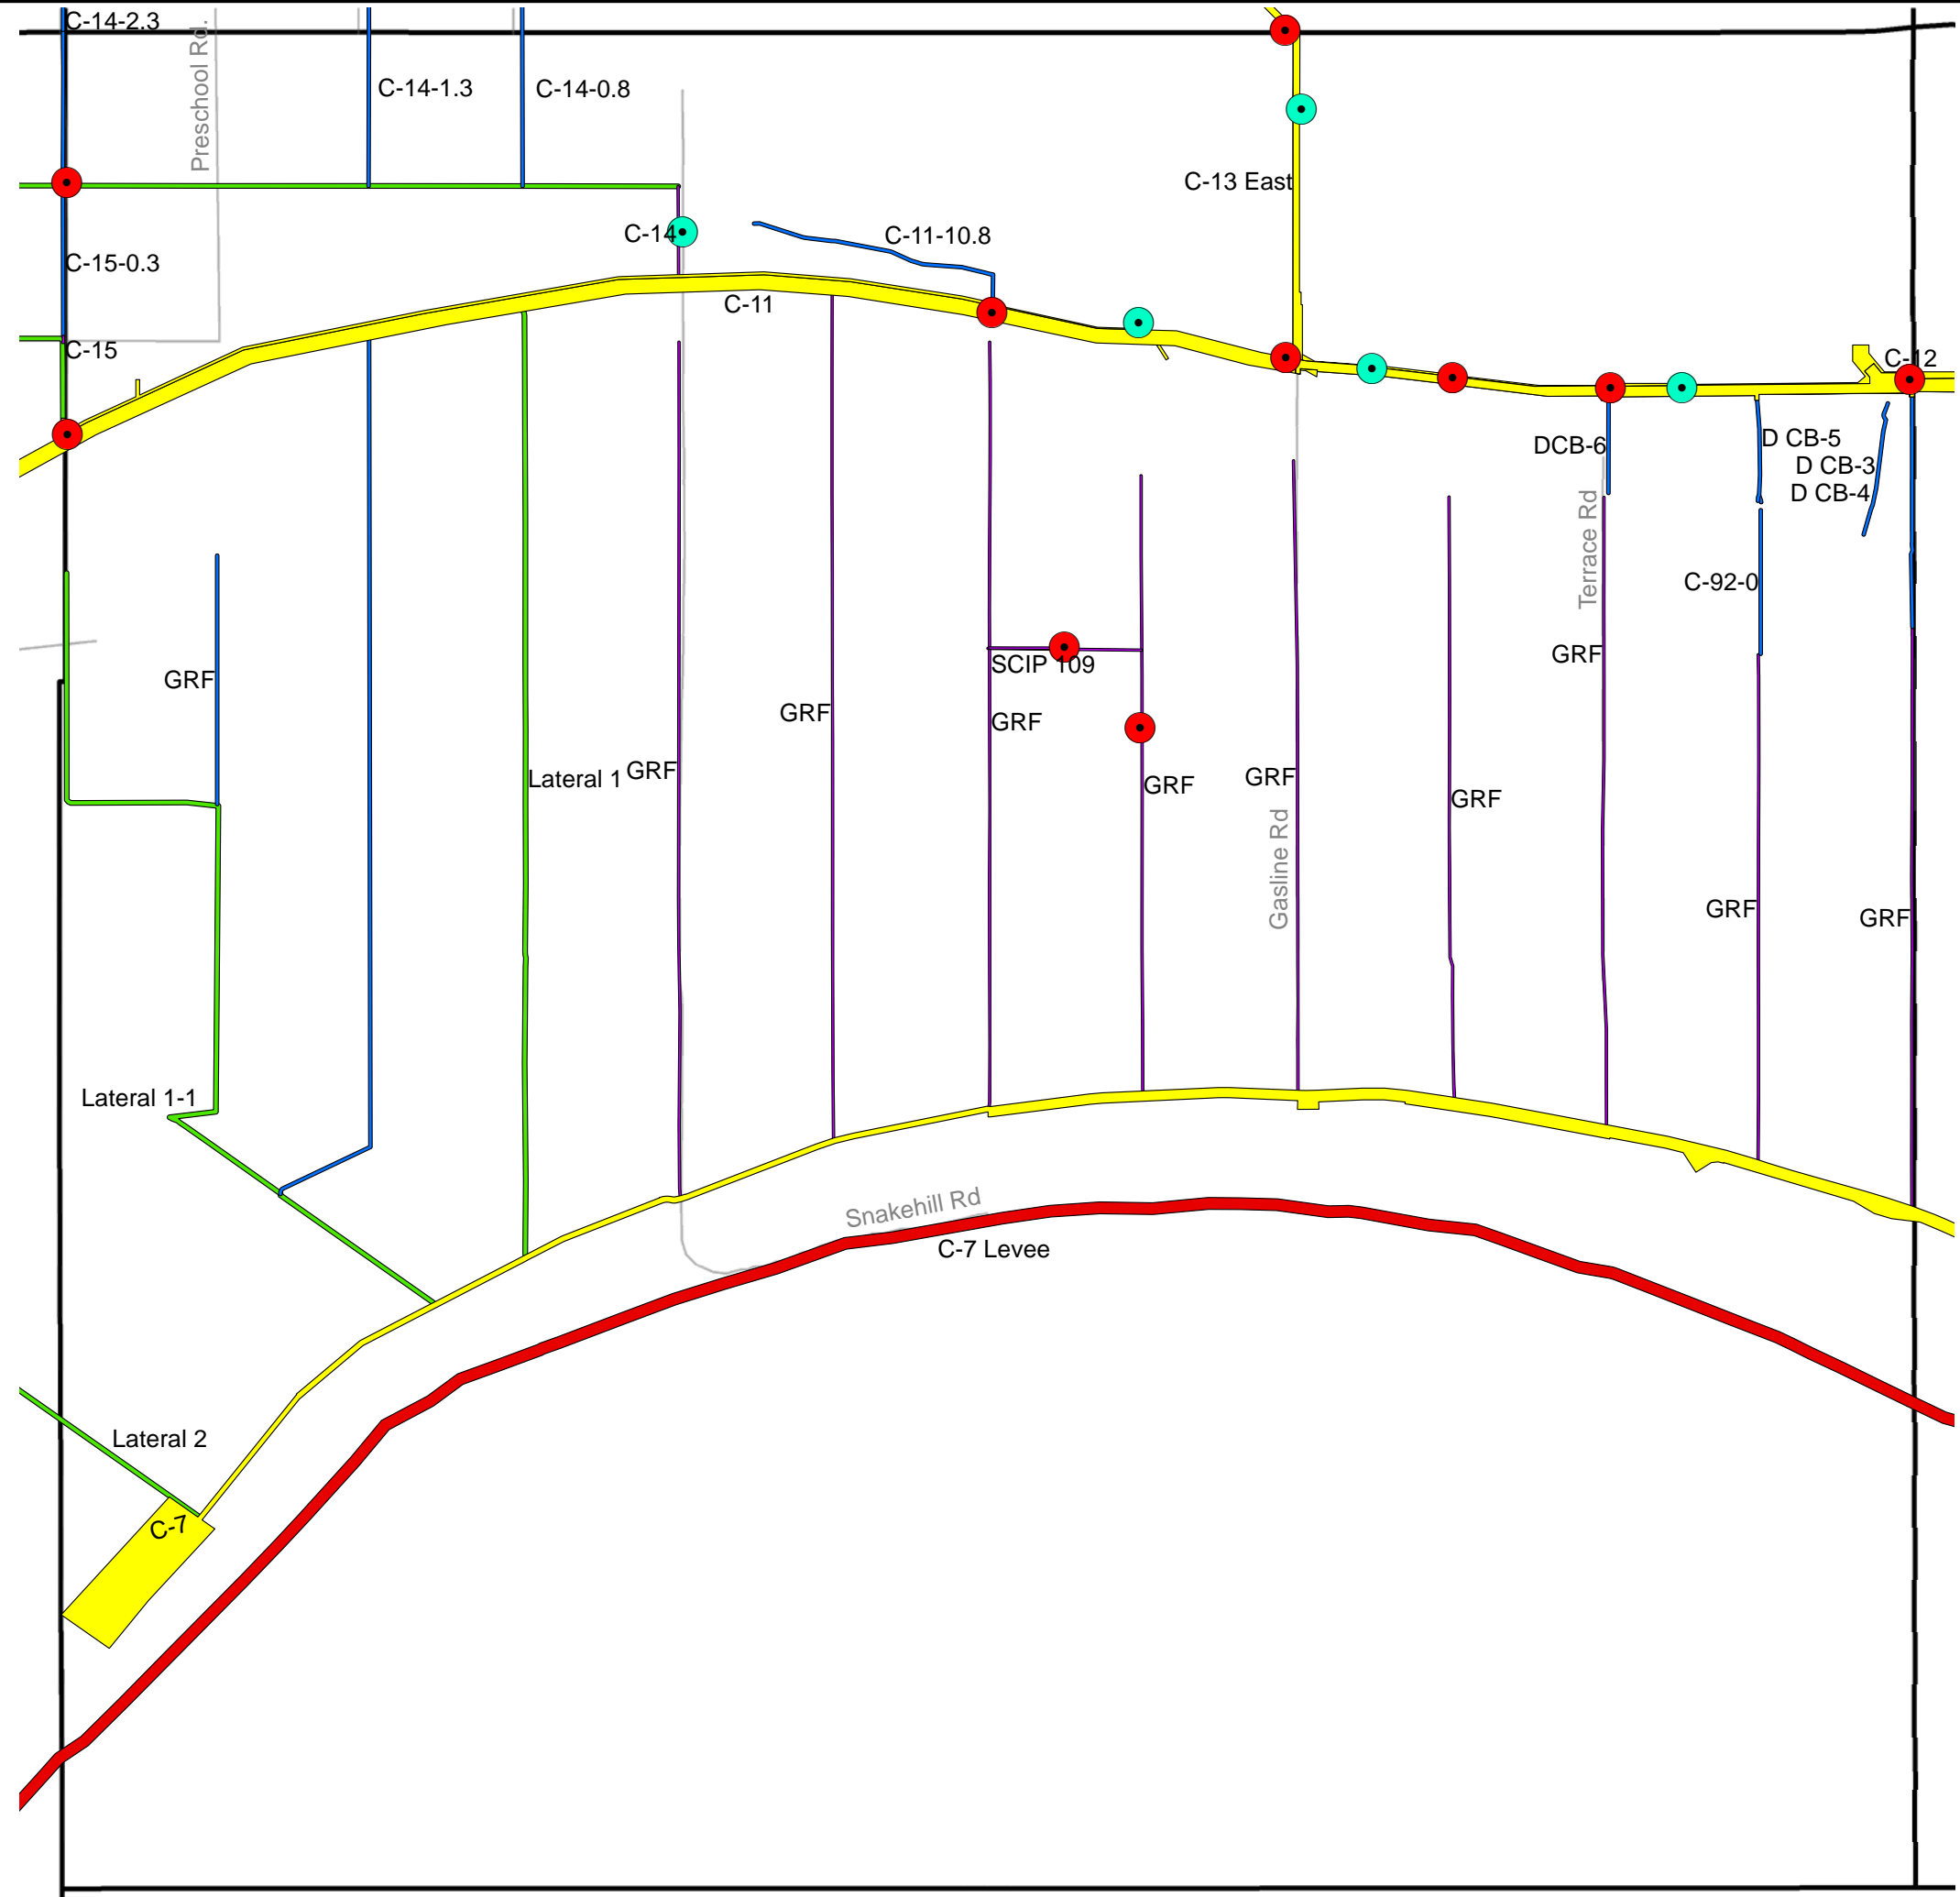 C-14-2.3
Preschool Rd.
C-14-1.3
C-14-0.8
C-13 East
C-14
C-11-10.8
C-15-0.3
C-11
C-15
C-12
DCB-6
D CB-5
D CB-3
D CB-4
Terrace Rd
C-92-0
GRF
SCIP 109
GRF
GRF
GRF
GRF
Lateral 1
GRF
GRF
GRF
GRF
Gasline Rd
GRF
GRF
Lateral 1-1
Snakehill Rd
C-7 Levee
Lateral 2
C-7